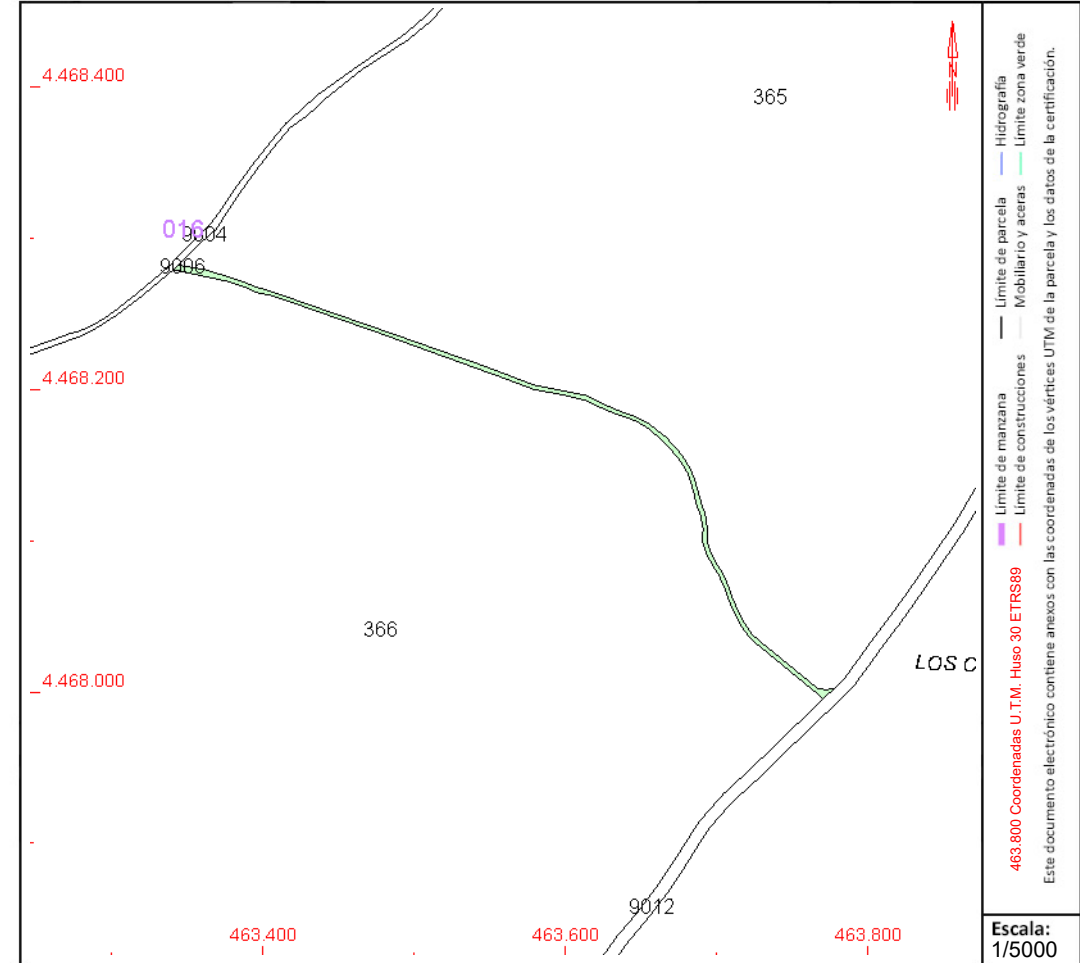 4.468.400
365
016
9004
9006
4.468.200
366
4.468.000
LOS C
9012
463.400
463.600
463.800
N
Límite de manzana
Límite de parcela
Hidrografía
Límite de construcciones
Mobiliario y aceras
Límite zona verde
463.800 Coordenadas U.T.M. Huso 30 ETRS89
Este documento electrónico contiene anexos con las coordenadas de los vértices UTM de la parcela y los datos de la certificación.
Escala:
1/5000